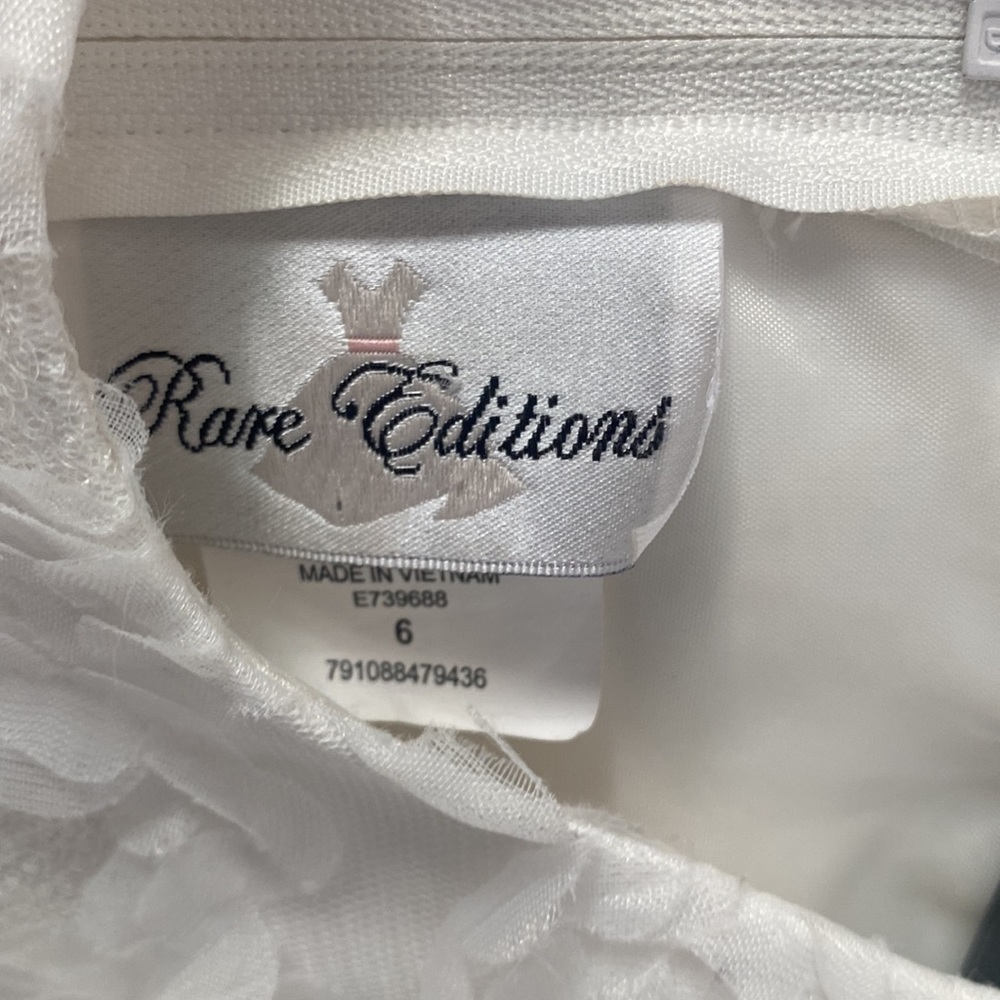 Rare Editions
MADE IN VIETNAM
E739688
6
791088479436